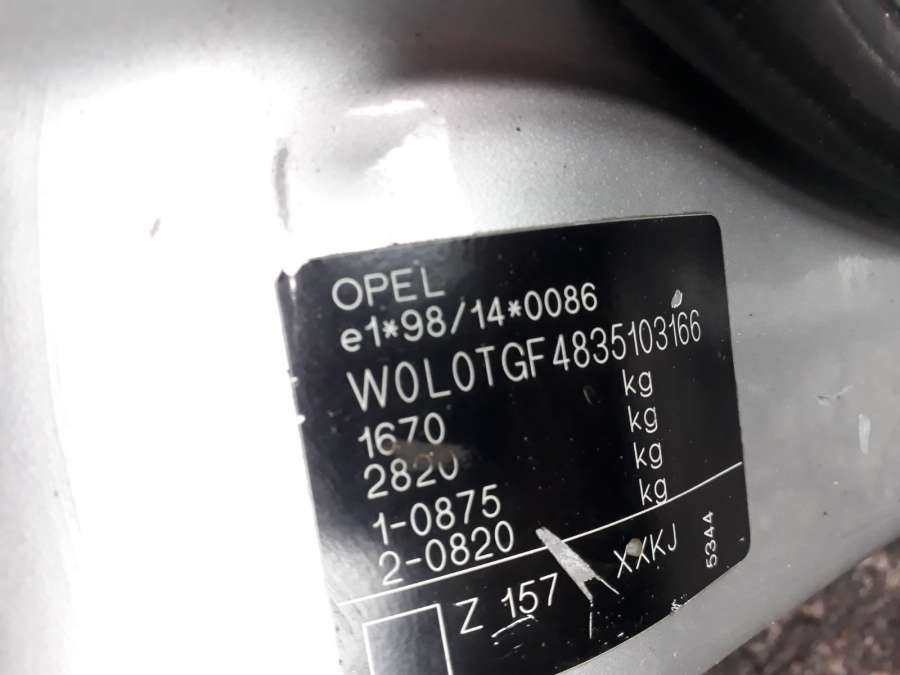 OPEL
e1*98/14*0086
W0L0TGF4835103166
1670 kg
2820 kg
1-0875 kg
2-0820 kg
Z 157 XXKJ
5344